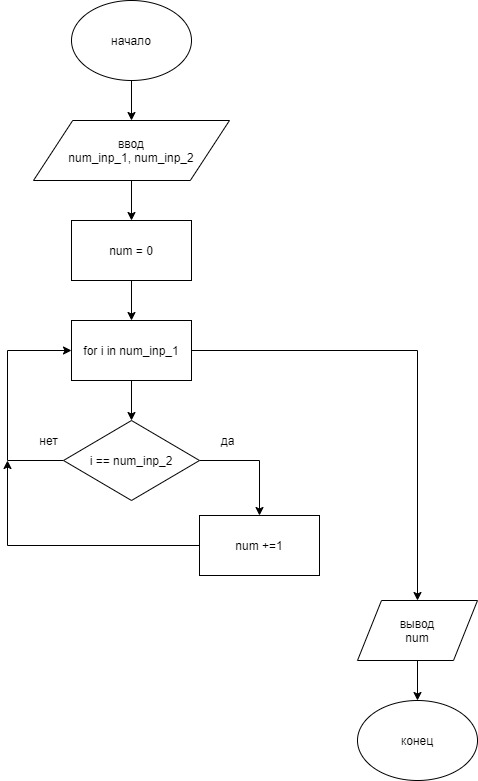 начало
ввод
num_inp_1, num_inp_2
num = 0
for i in num_inp_1
нет
да
i == num_inp_2
num +=1
вывод
num
конец